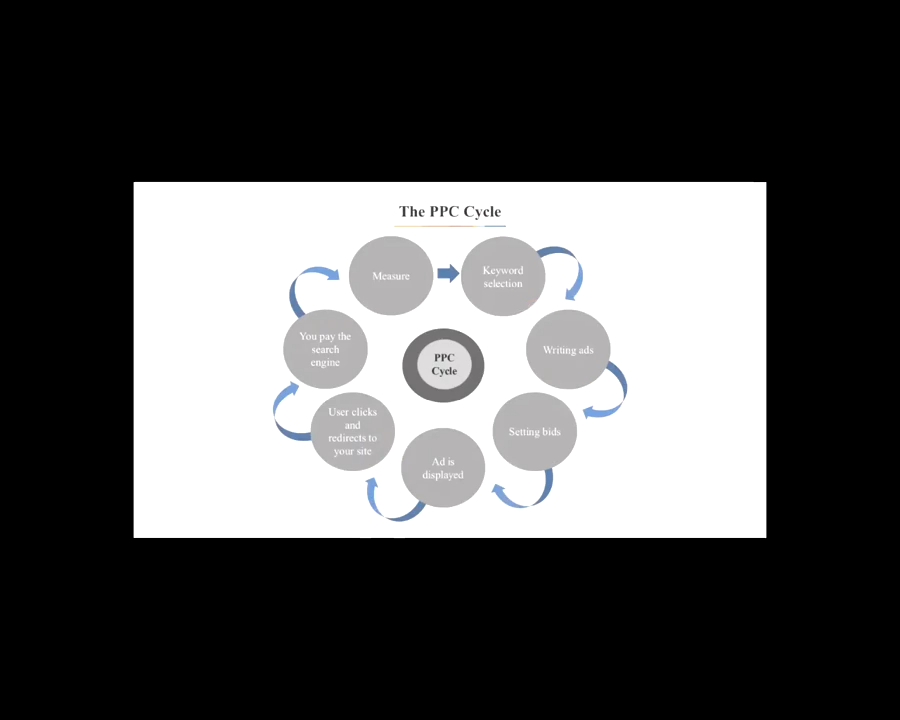 The PPC Cycle
Measure
Keyword
selection
Writing ads
Setting bids
Ad is
displayed
User clicks
and
redirects to
your site
You pay the
search
engine
PPC
Cycle